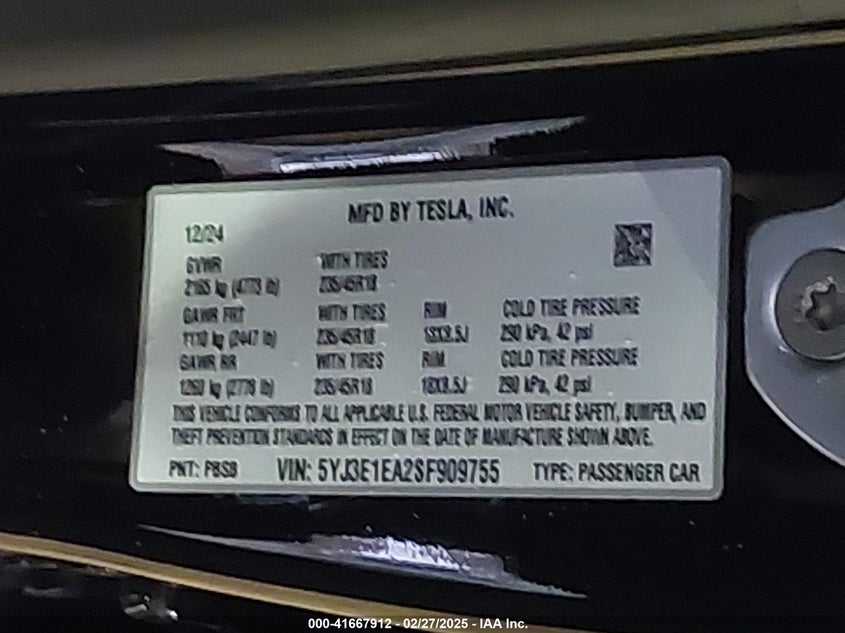 MFD BY TESLA, INC.
12/24
GVWR WITH TIRES
2165 kg (4773 lb) 235/45R18
GAWR FRT WITH TIRES RIM COLD TIRE PRESSURE
1110 kg (2447 lb) 235/45R18 18X8.5J 290 kPa, 42 psi
GAWR RR WITH TIRES RIM COLD TIRE PRESSURE
1260 kg (2778 lb) 235/45R18 18X8.5J 290 kPa, 42 psi
THIS VEHICLE CONFORMS TO ALL APPLICABLE U.S. FEDERAL MOTOR VEHICLE SAFETY, BUMPER, AND
THEFT PREVENTION STANDARDS IN EFFECT ON THE DATE OF MANUFACTURE SHOWN ABOVE.
PNT: PBSB VIN: 5YJ3E1EA2SF909755 TYPE: PASSENGER CAR
000-41667912 - 02/27/2025 - IAA Inc.